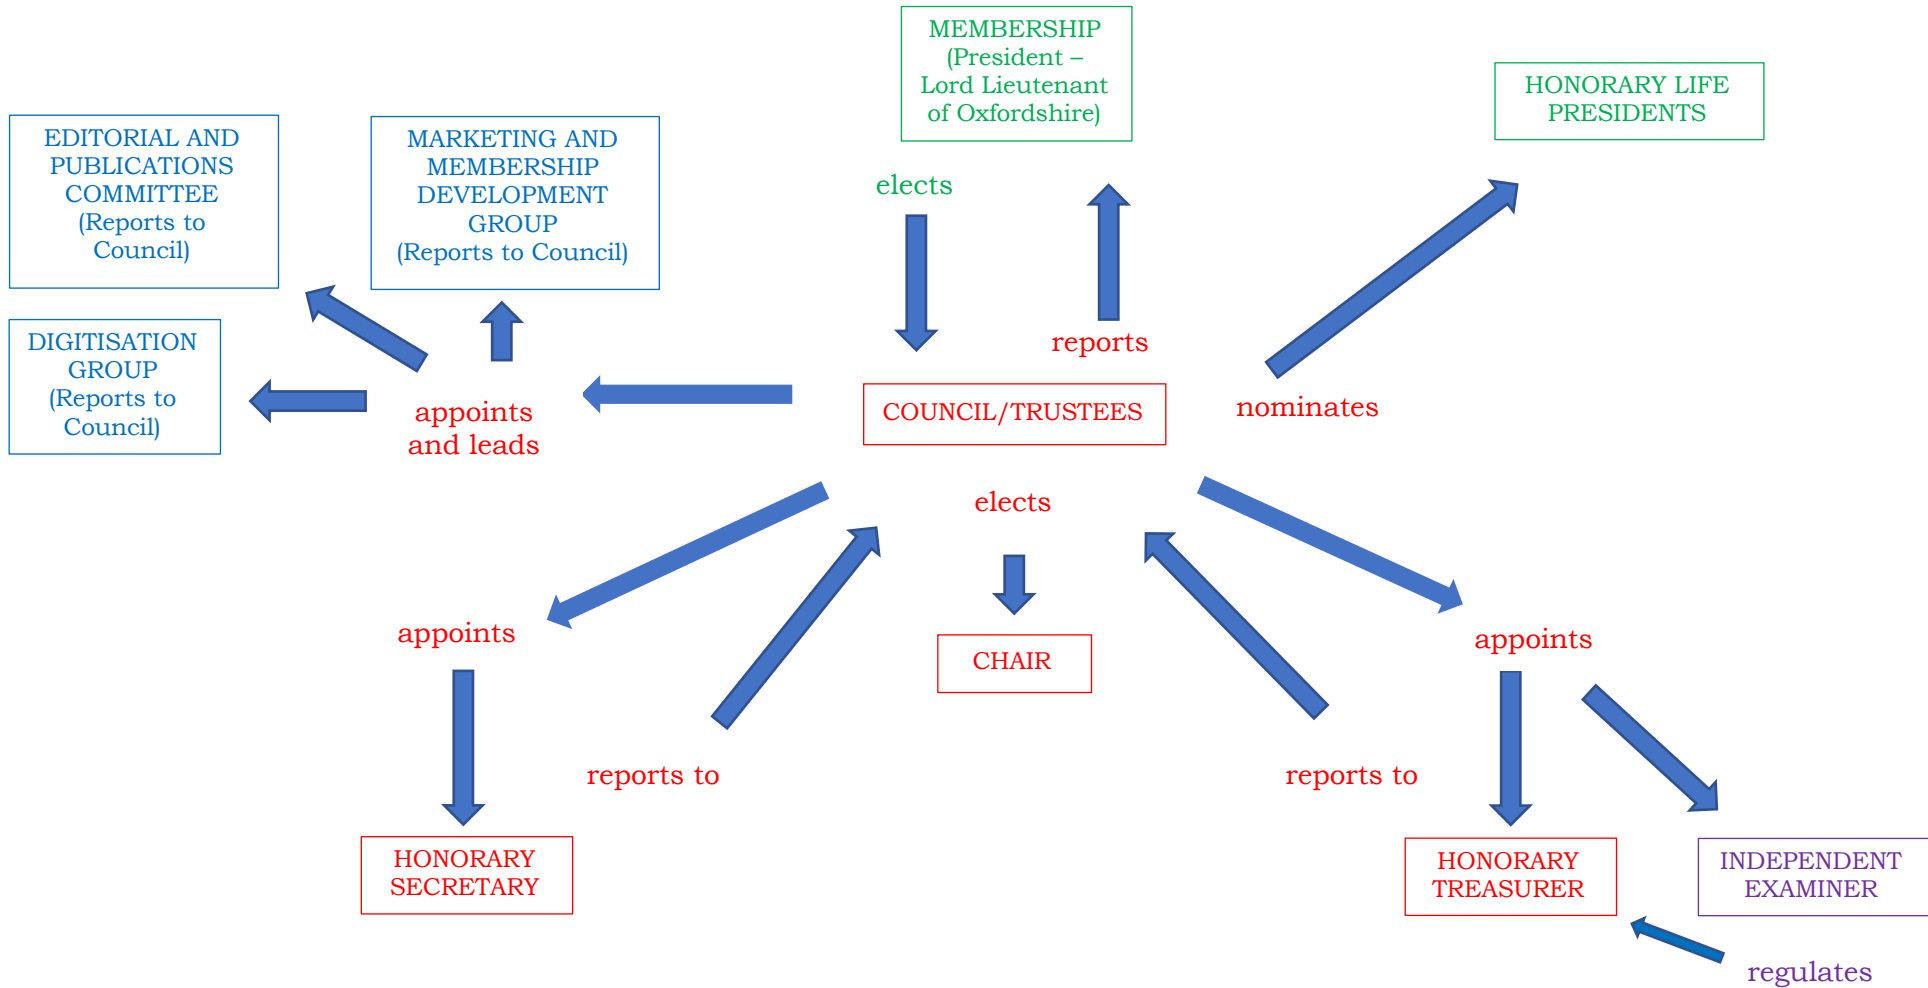 MEMBERSHIP
(President –
Lord Lieutenant
of Oxfordshire)
HONORARY LIFE
PRESIDENTS
EDITORIAL AND
PUBLICATIONS
COMMITTEE
(Reports to
Council)
MARKETING AND
MEMBERSHIP
DEVELOPMENT
GROUP
(Reports to Council)
elects
DIGITISATION
GROUP
(Reports to
Council)
reports
appoints
and leads
COUNCIL/TRUSTEES
nominates
elects
appoints
CHAIR
appoints
reports to
reports to
HONORARY
SECRETARY
HONORARY
TREASURER
INDEPENDENT
EXAMINER
regulates